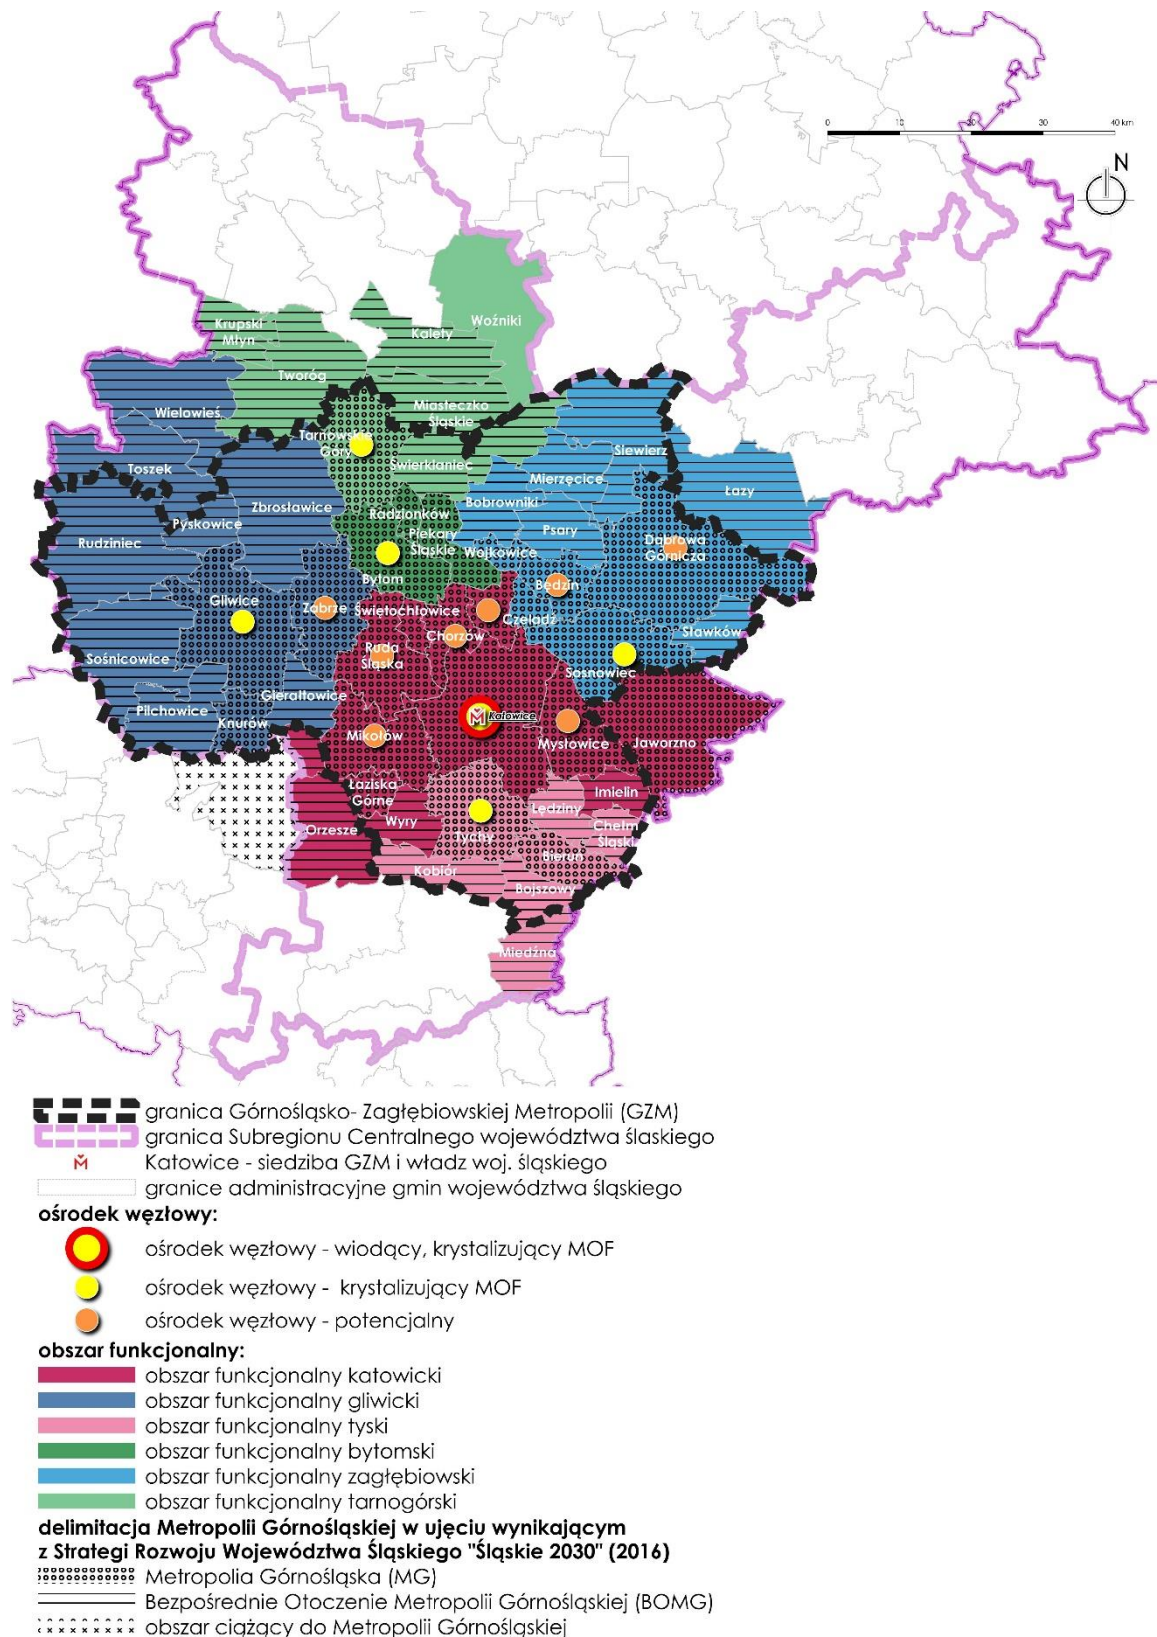 0 10 20 30 40 km
N
Woźniki
Krupski
Młyn
Kalety
Tworóg
Miasteczko
Śląskie
Wielowieś
Tarnowskie
Góry
Świerklaniec
Siewierz
Toszek
Mierzęcice
Łazy
Zbrosławice
Bobrowniki
Pyskowice
Radzionków
Psary
Rudziniec
Piekary
Śląskie
Wojkowice
Dąbrowa
Górnicza
Bytom
Będzin
Gliwice
Zabrze
Świętochłowice
Czeladź
Chorzów
Sławków
Ruda
Śląska
Sośnicowice
Sosnowiec
Gierałtowice
Pilchowice
Knurów
M Katowice
Mikołów
Mysłowice
Jaworzno
Łaziska
Górne
Imielin
Lędziny
Wyry
Chełm
Śląski
Orzesze
Tychy
Bieruń
Kobiór
Bojszowy
Miedźna
granica Górnośląsko- Zagłębiowskiej Metropolii (GZM)
granica Subregionu Centralnego województwa ślaskiego
M Katowice - siedziba GZM i władz woj. śląskiego
granice administracyjne gmin województwa śląskiego
ośrodek węzłowy:
ośrodek węzłowy - wiodący, krystalizujący MOF
ośrodek węzłowy - krystalizujący MOF
ośrodek węzłowy - potencjalny
obszar funkcjonalny:
obszar funkcjonalny katowicki
obszar funkcjonalny gliwicki
obszar funkcjonalny tyski
obszar funkcjonalny bytomski
obszar funkcjonalny zagłębiowski
obszar funkcjonalny tarnogórski
delimitacja Metropolii Górnośląskiej w ujęciu wynikającym
z Strategi Rozwoju Województwa Śląskiego "Śląskie 2030" (2016)
Metropolia Górnośląska (MG)
Bezpośrednie Otoczenie Metropolii Górnośląskiej (BOMG)
obszar ciążący do Metropolii Górnośląskiej